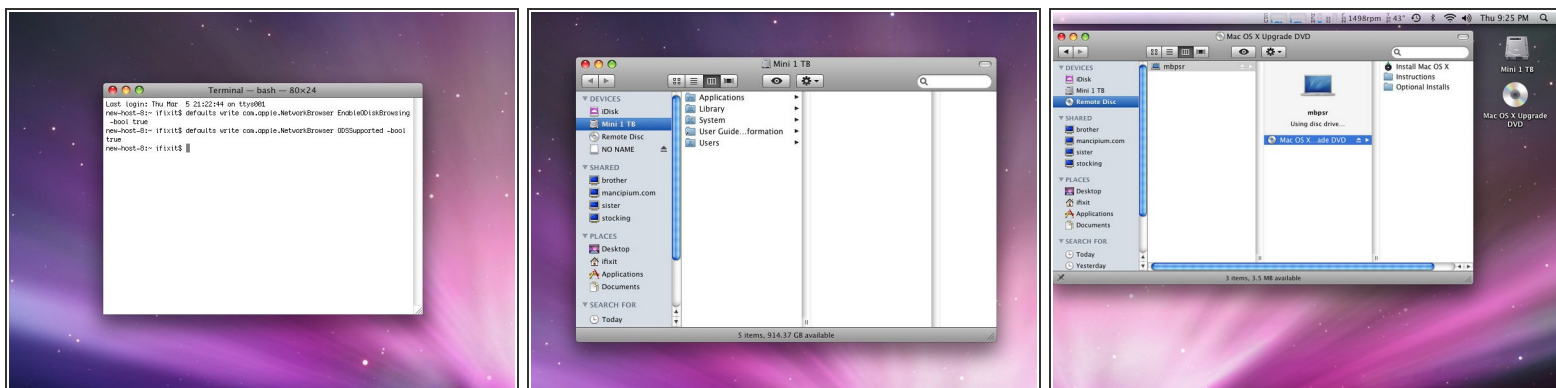 Terminal — bash — 80×24
Last login: Thu Mar  5 21:22:44 on ttys001
new-host-8:~ ifixit$ defaults write com.apple.NetworkBrowser EnableODiskBrowsing
-bool true
new-host-8:~ ifixit$ defaults write com.apple.NetworkBrowser ODSSupported -bool
true
new-host-8:~ ifixit$
Mini 1 TB
DEVICES
iDisk
Mini 1 TB
Remote Disc
NO NAME
SHARED
brother
mancipium.com
sister
stocking
PLACES
Desktop
ifixit
Applications
Documents
SEARCH FOR
Today
Applications
Library
System
User Guide...formation
Users
5 items, 914.37 GB available
1498rpm 43° Thu 9:25 PM
Mac OS X Upgrade DVD
DEVICES
iDisk
Mini 1 TB
Remote Disc
SHARED
brother
mancipium.com
sister
stocking
PLACES
Desktop
ifixit
Applications
Documents
SEARCH FOR
Today
Yesterday
mbpsr
mbpsr
Using disc drive...
Mac OS X...ade DVD
Install Mac OS X
Instructions
Optional Installs
3 items, 3.5 MB available
Mini 1 TB
Mac OS X Upgrade
DVD